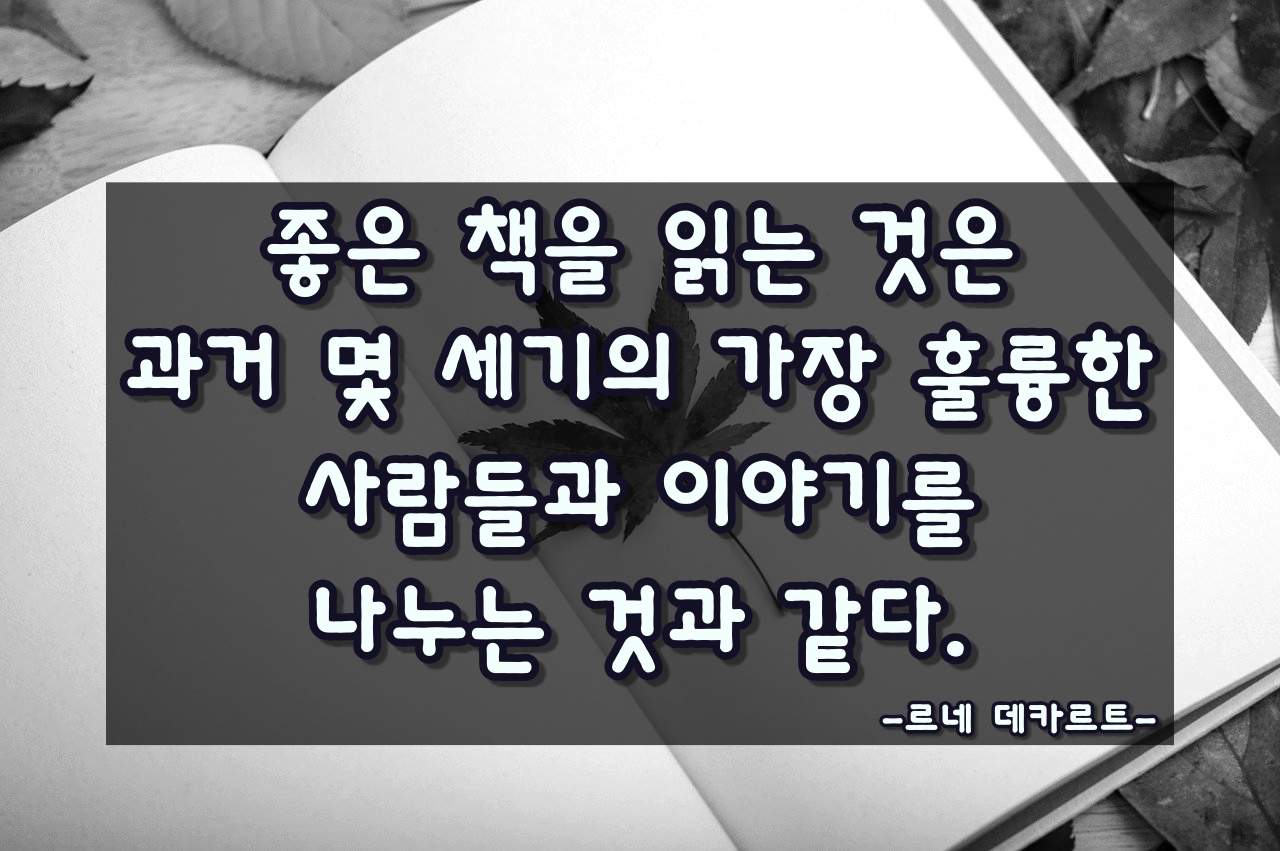 좋은 책을 읽는 것은
과거 몇 세기의 가장 훌륭한
사람들과 이야기를
나누는 것과 같다.
-르네 데카르트-